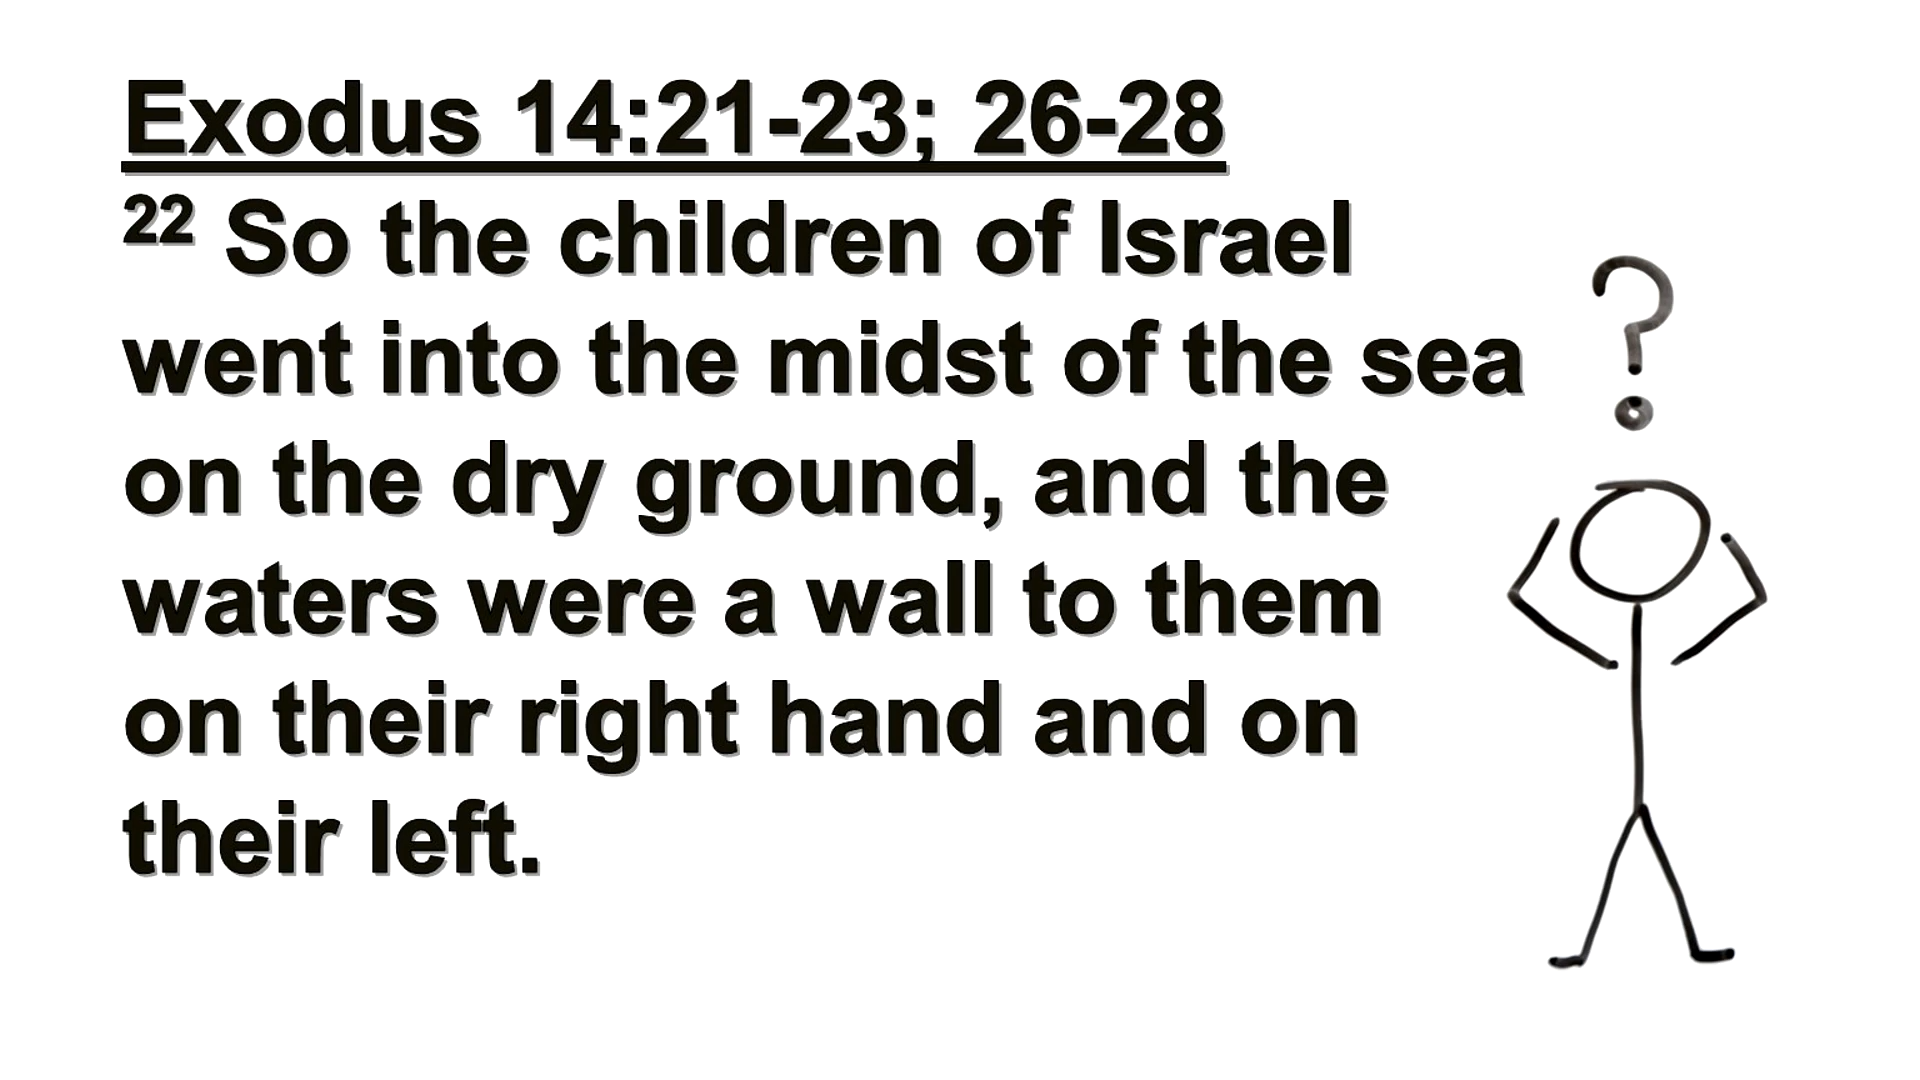 Exodus 14:21-23; 26-28
22 So the children of Israel
went into the midst of the sea
on the dry ground, and the
waters were a wall to them
on their right hand and on
their left.
?